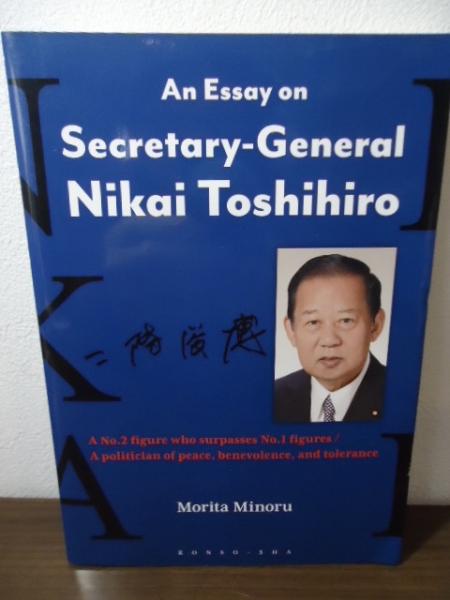 An Essay on
Secretary-General
Nikai Toshihiro
二階俊博
A No.2 figure who surpasses No.1 figures /
A politician of peace, benevolence, and tolerance
Morita Minoru
RONSO-SHA
N
K
A
I
I